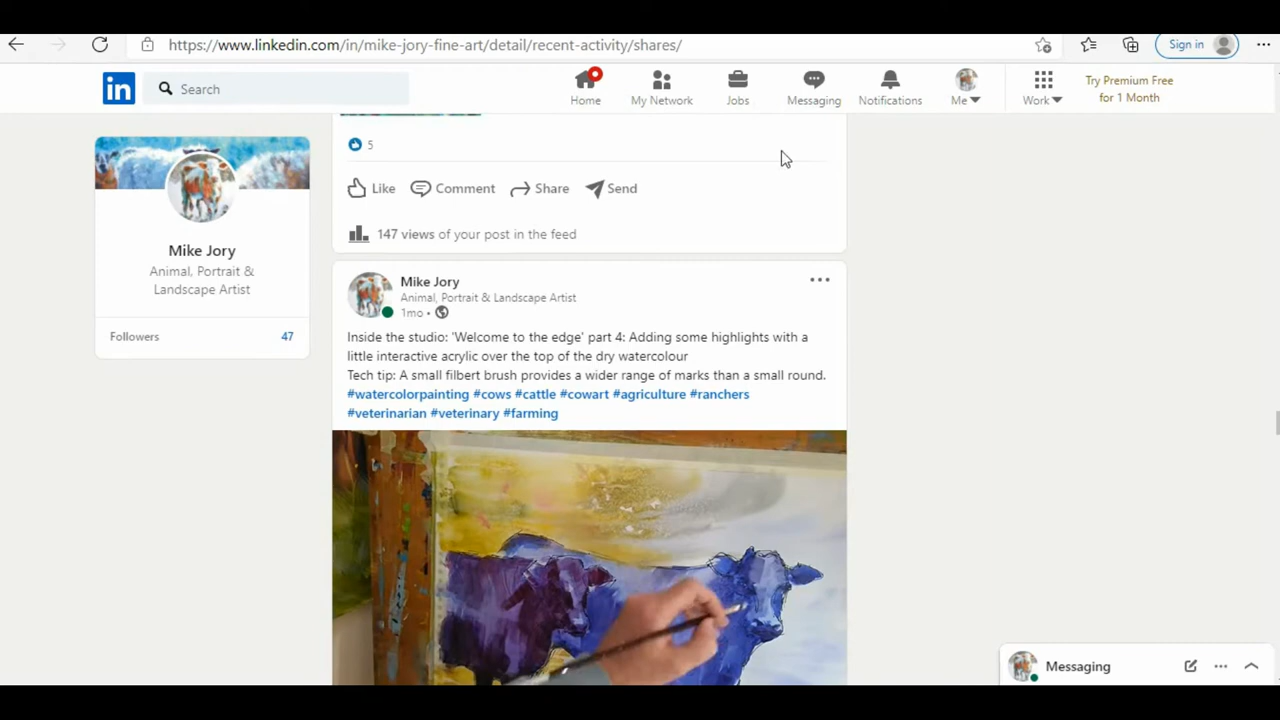 https://www.linkedin.com/in/mike-jory-fine-art/detail/recent-activity/shares/
Sign in
in
Search
Home
My Network
Jobs
Messaging
Notifications
Me
Work
Try Premium Free
for 1 Month
5
Like
Comment
Share
Send
147 views of your post in the feed
Mike Jory
Animal, Portrait &
Landscape Artist
Followers
47
Mike Jory
Animal, Portrait & Landscape Artist
1mo •
Inside the studio: 'Welcome to the edge' part 4: Adding some highlights with a
little interactive acrylic over the top of the dry watercolour
Tech tip: A small filbert brush provides a wider range of marks than a small round.
#watercolorpainting #cows #cattle #cowart #agriculture #ranchers
#veterinarian #veterinary #farming
Messaging